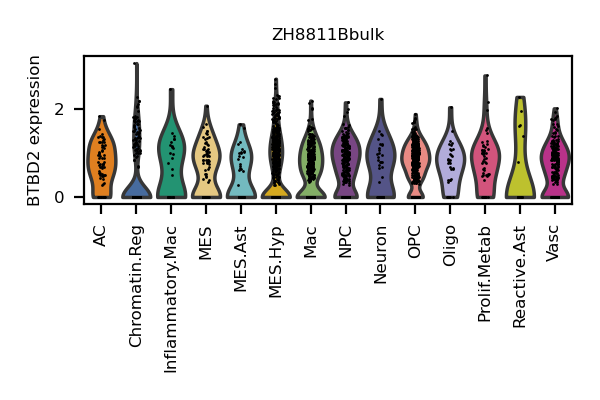 ZH8811Bbulk
BTBD2 expression
2
0
AC
Chromatin.Reg
Inflammatory.Mac
MES
MES.Ast
MES.Hyp
Mac
NPC
Neuron
OPC
Oligo
Prolif.Metab
Reactive.Ast
Vasc